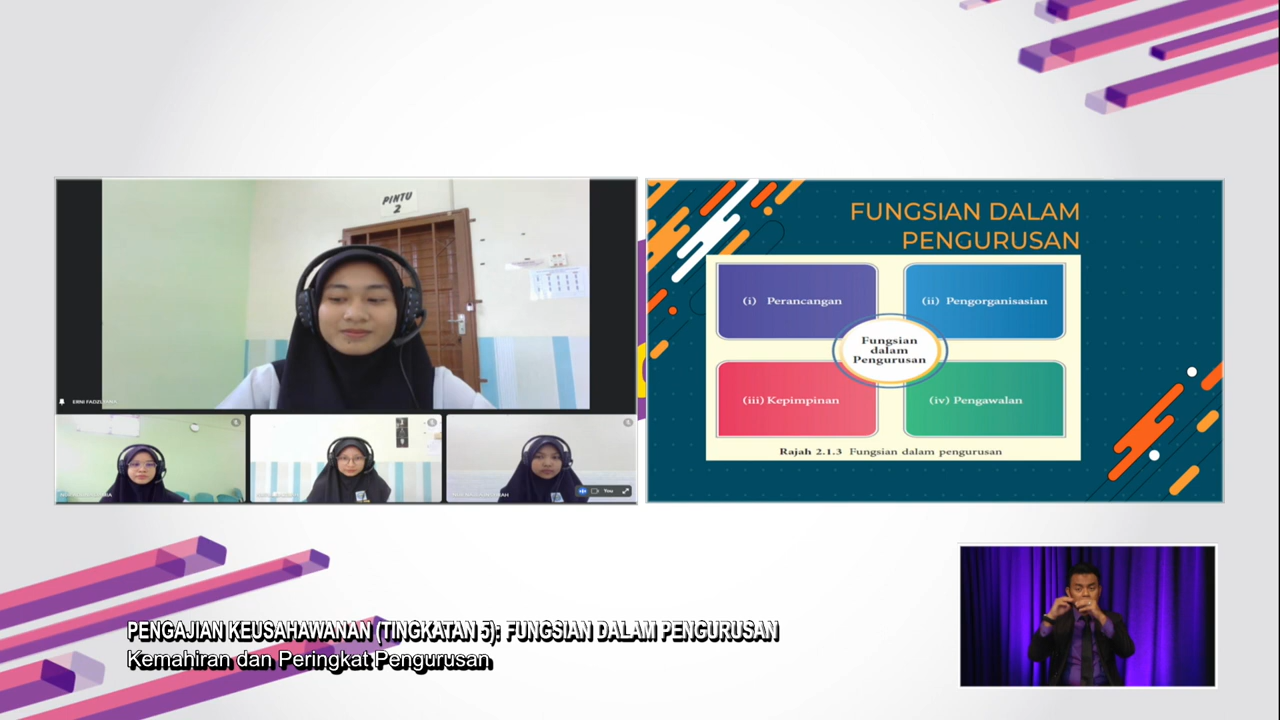 PINTU
2
FUNGSIAN DALAM
PENGURUSAN
(i) Perancangan
(ii) Pengorganisasian
Fungsian
dalam
Pengurusan
(iii) Kepimpinan
(iv) Pengawalan
Rajah 2.1.3 Fungsian dalam pengurusan
You
PENGAJIAN KEUSAHAWANAN (TINGKATAN 5): FUNGSIAN DALAM PENGURUSAN
Kemahiran dan Peringkat Pengurusan